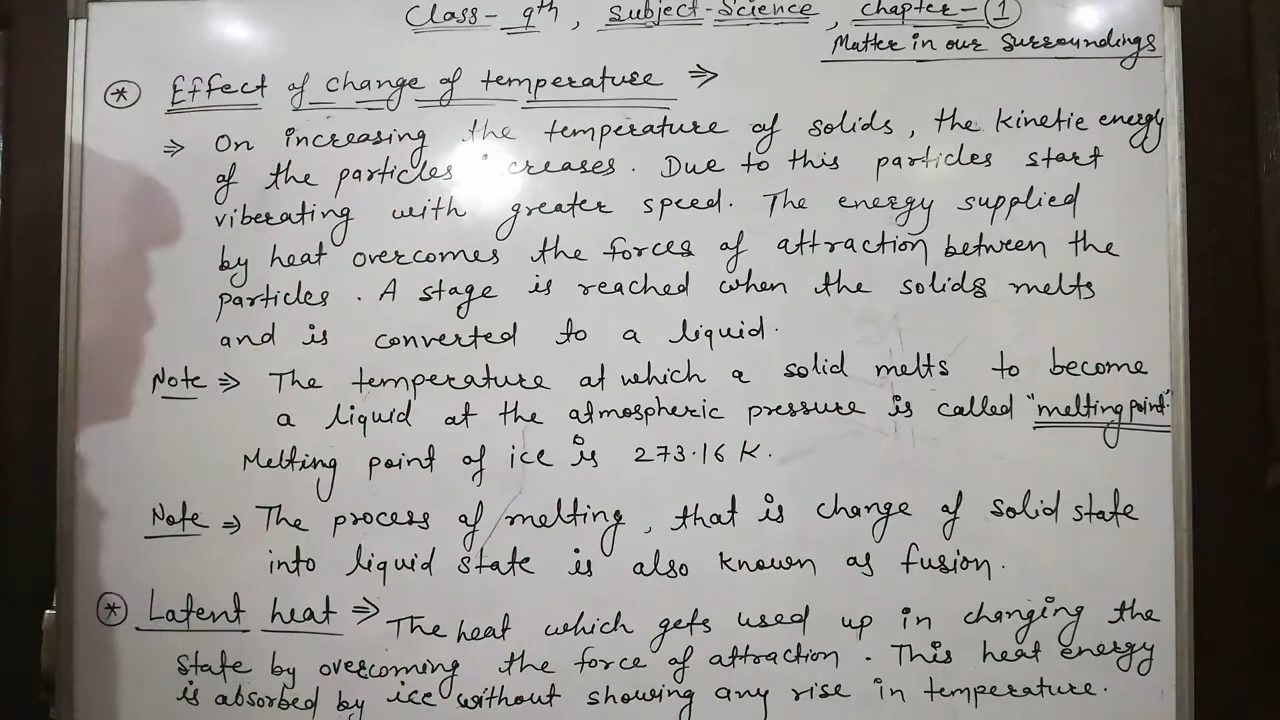 Class - 9th, Subject - Science, chapter - 1
Matter in our Surroundings
* Effect of change of temperature ⇒
⇒ On increasing the temperature of solids, the kinetic energy
of the particles creases. Due to this particles start
viberating with greater speed. The energy supplied
by heat overcomes the forces of attraction between the
particles. A stage is reached when the solids melts
and is converted to a liquid.
Note ⇒ The temperature at which a solid melts to become
a liquid at the atmospheric pressure is called "melting point."
Melting point of ice is 273.16 K.
Note ⇒ The process of melting, that is change of solid state
into liquid state is also known as fusion.
* Latent heat ⇒ The heat which gets used up in changing the
state by overcoming the force of attraction. This heat energy
is absorbed by ice without showing any rise in temperature.